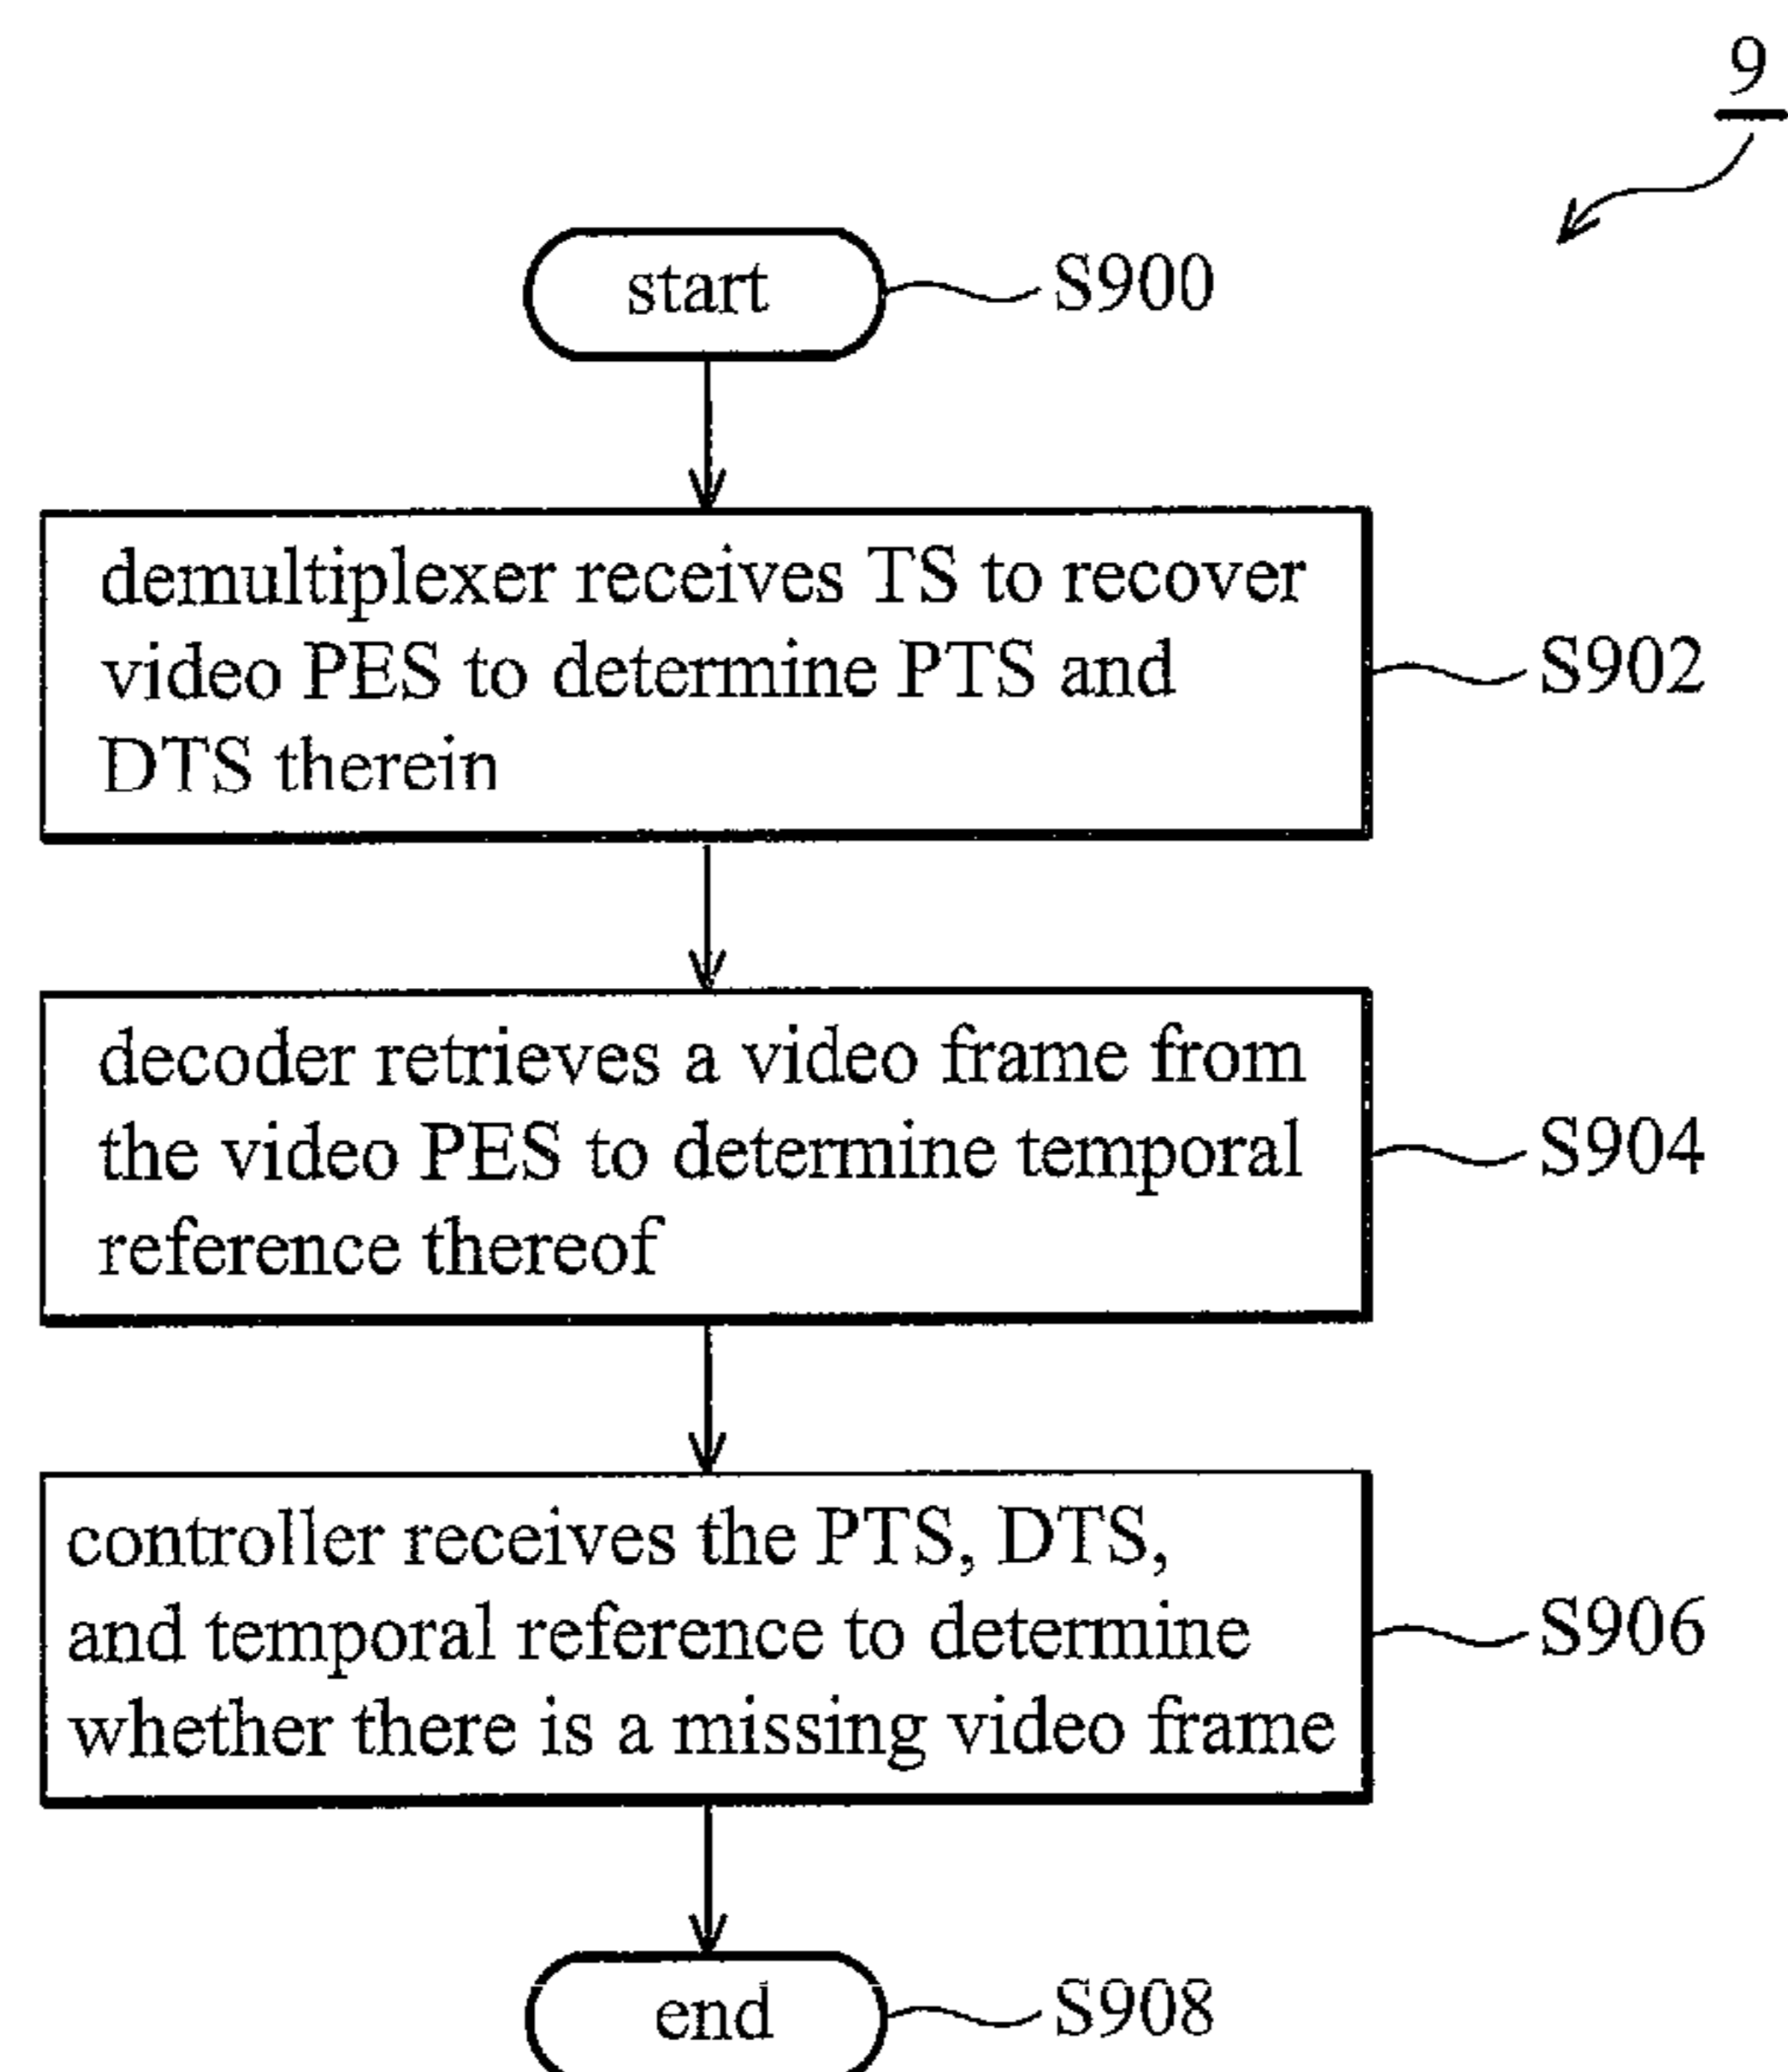 9
start
S900
demultiplexer receives TS to recover
video PES to determine PTS and
DTS therein
S902
decoder retrieves a video frame from
the video PES to determine temporal
reference thereof
S904
controller receives the PTS, DTS,
and temporal reference to determine
whether there is a missing video frame
S906
end
S908